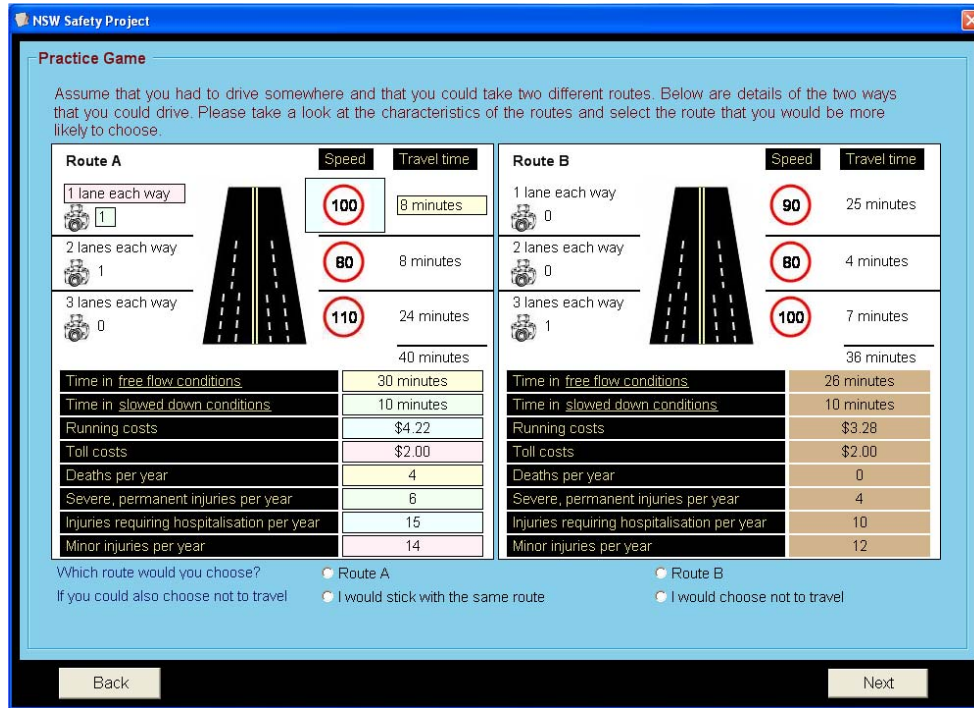 NSW Safety Project
Practice Game
Assume that you had to drive somewhere and that you could take two different routes. Below are details of the two ways
that you could drive. Please take a look at the characteristics of the routes and select the route that you would be more
likely to choose.
Route A Speed Travel time
1 lane each way
1 100 8 minutes
2 lanes each way
1 80 8 minutes
3 lanes each way
0 110 24 minutes
40 minutes
Time in free flow conditions 30 minutes
Time in slowed down conditions 10 minutes
Running costs $4.22
Toll costs $2.00
Deaths per year 4
Severe, permanent injuries per year 6
Injuries requiring hospitalisation per year 15
Minor injuries per year 14
Route B Speed Travel time
1 lane each way
0 90 25 minutes
2 lanes each way
0 80 4 minutes
3 lanes each way
1 100 7 minutes
36 minutes
Time in free flow conditions 26 minutes
Time in slowed down conditions 10 minutes
Running costs $3.28
Toll costs $2.00
Deaths per year 0
Severe, permanent injuries per year 4
Injuries requiring hospitalisation per year 10
Minor injuries per year 12
Which route would you choose? Route A Route B
If you could also choose not to travel I would stick with the same route I would choose not to travel
Back Next